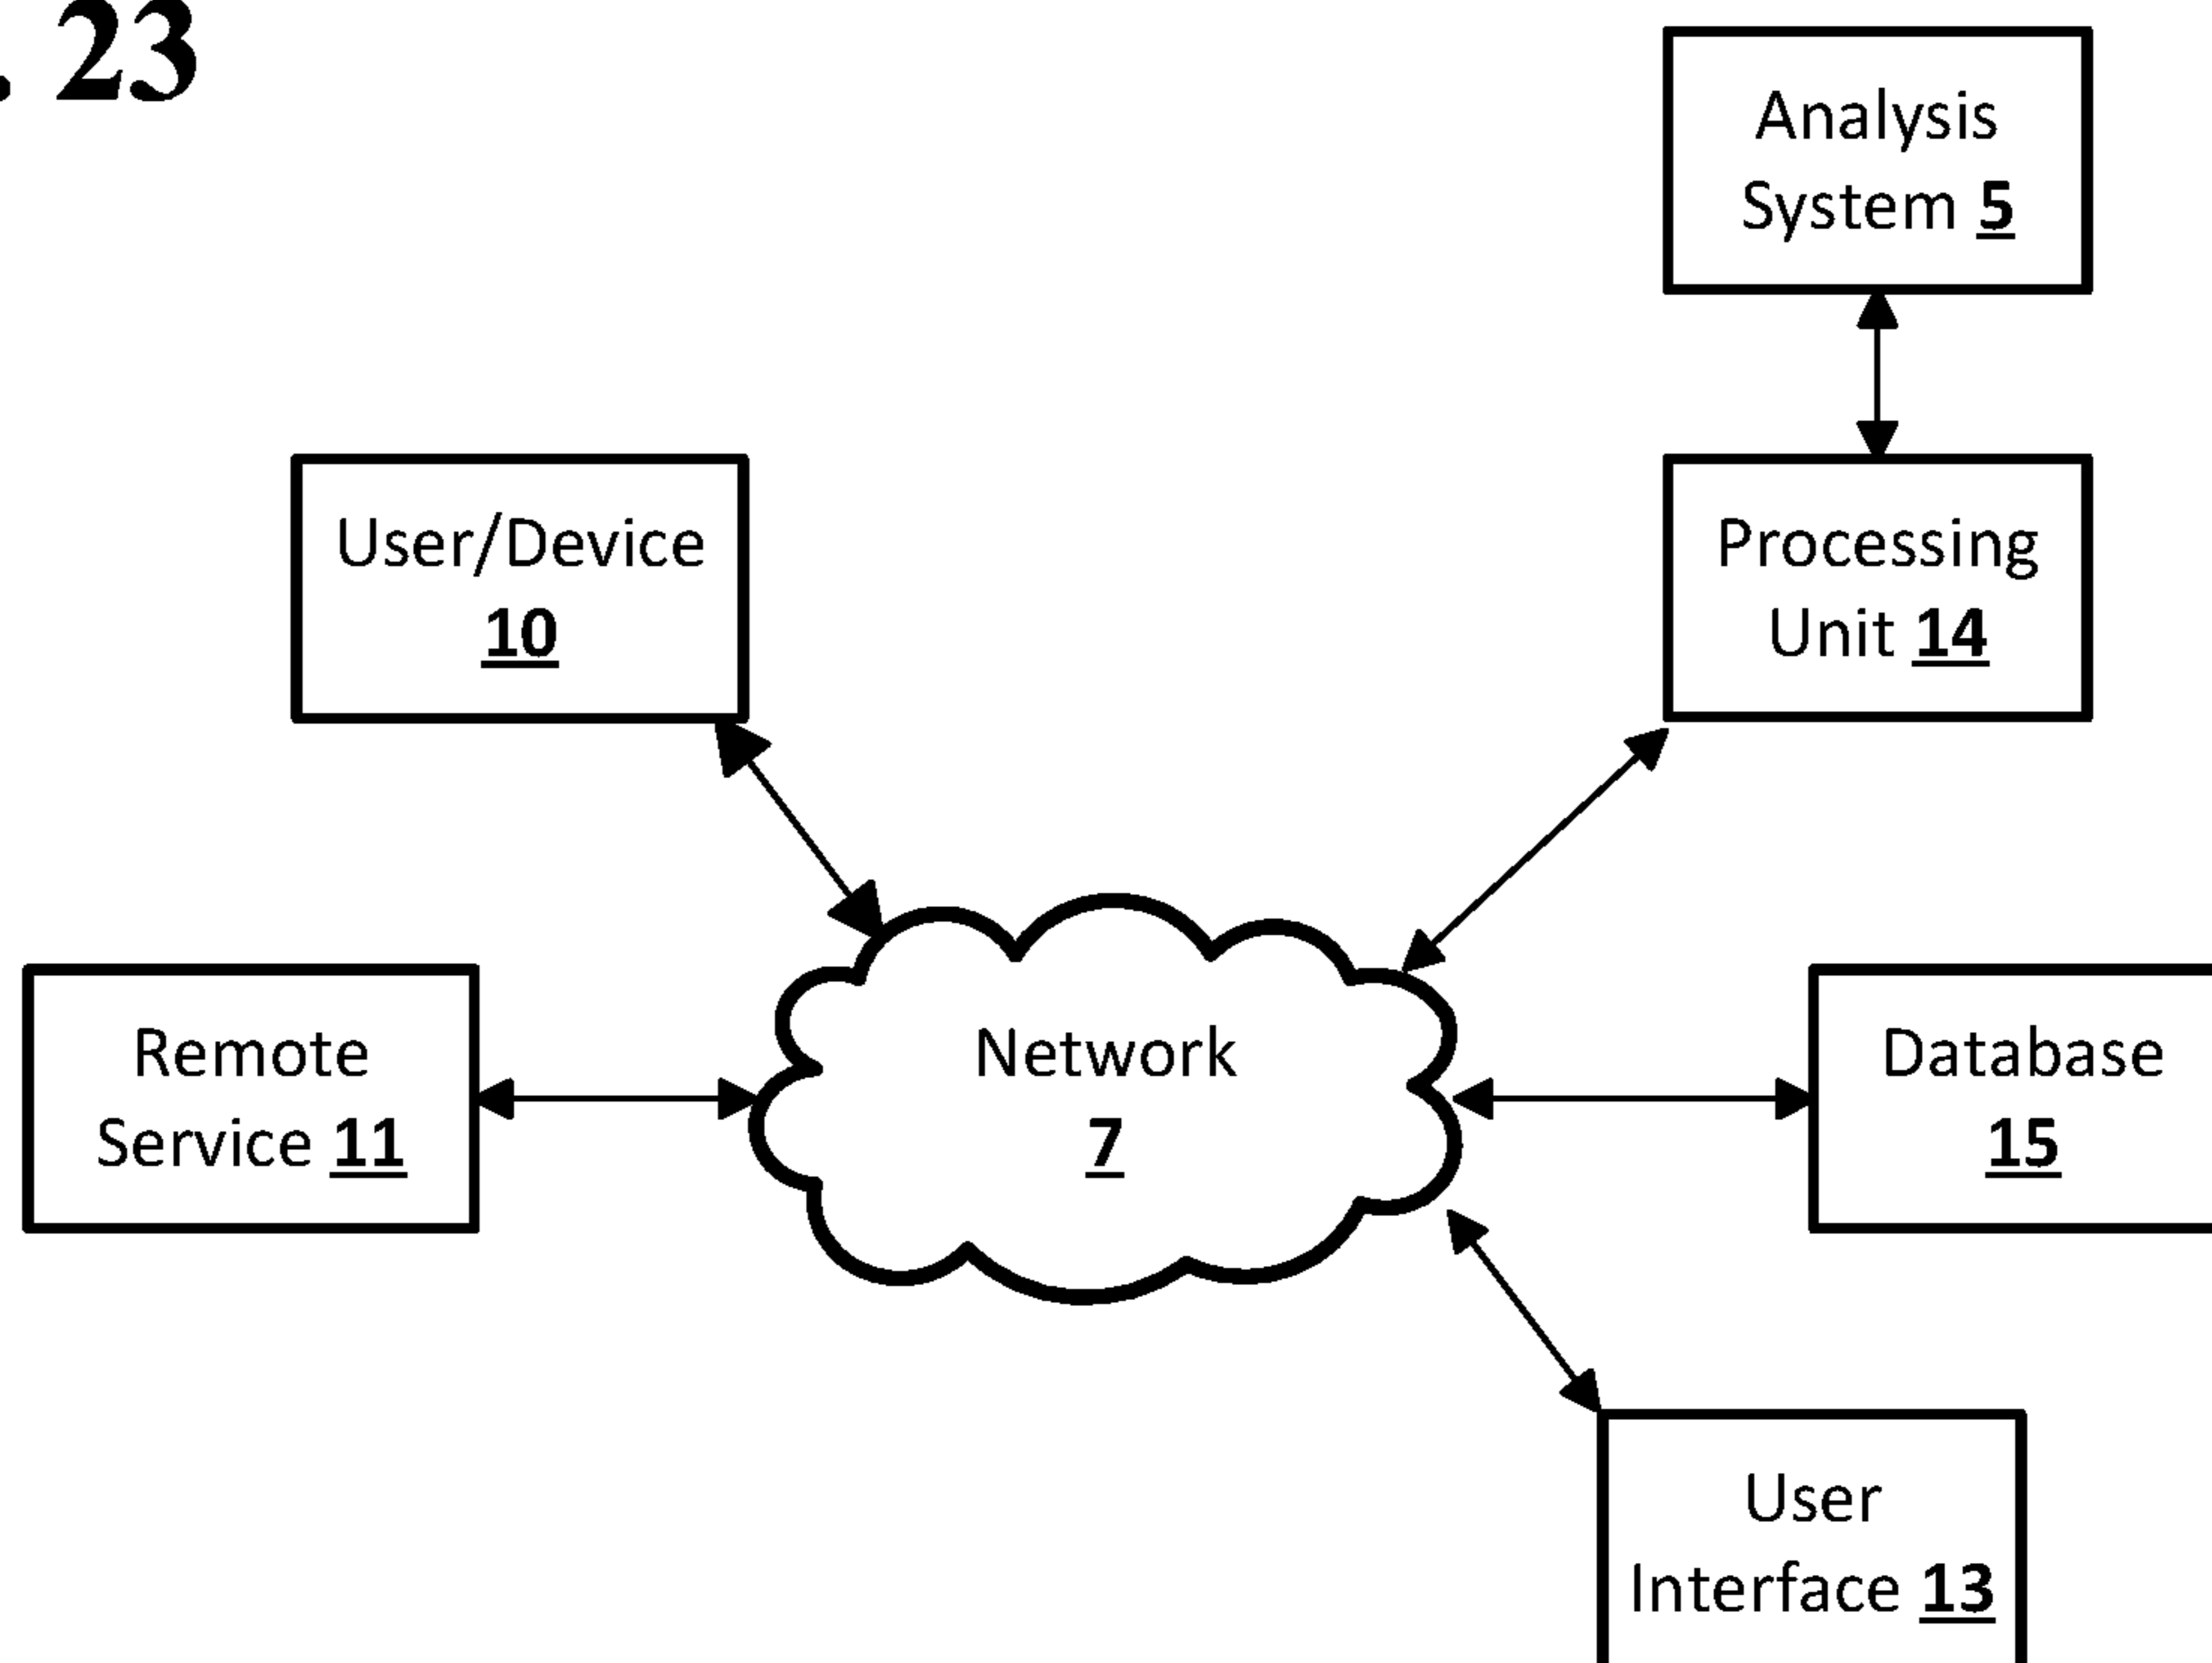 . 23
Analysis
System 5
User/Device
10
Processing
Unit 14
Remote
Service 11
Network
7
Database
15
User
Interface 13